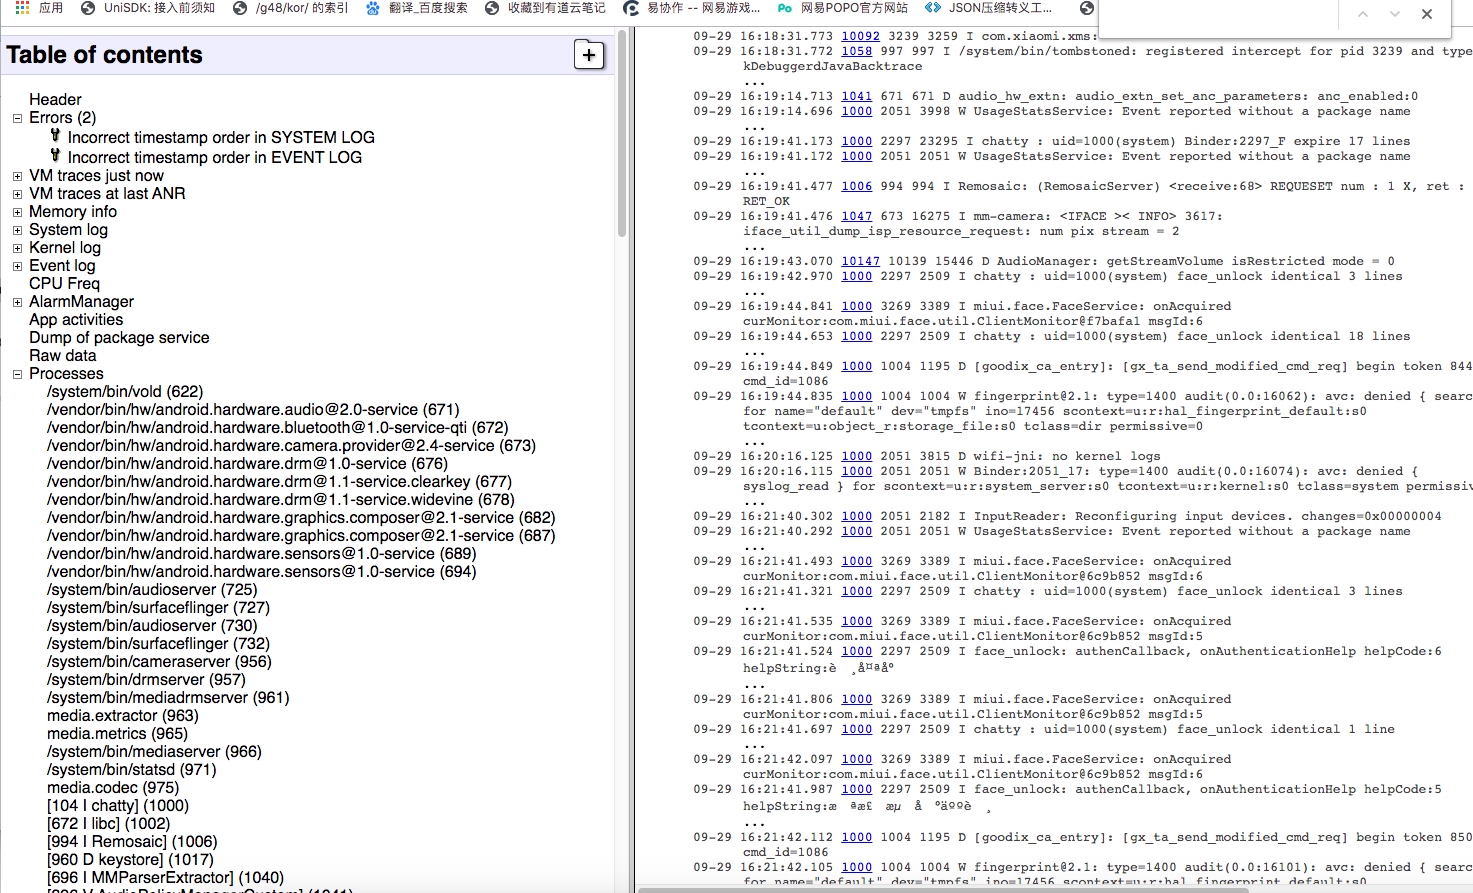 应用 UniSDK: 接入前须知 /g48/kor/ 的索引 翻译_百度搜索 收藏到有道云笔记 易协作 -- 网易游戏... 网易POPO官方网站 JSON压缩转义工...
Table of contents
Header
Errors (2)
Incorrect timestamp order in SYSTEM LOG
Incorrect timestamp order in EVENT LOG
VM traces just now
VM traces at last ANR
Memory info
System log
Kernel log
Event log
CPU Freq
AlarmManager
App activities
Dump of package service
Raw data
Processes
/system/bin/vold (622)
/vendor/bin/hw/android.hardware.audio@2.0-service (671)
/vendor/bin/hw/android.hardware.bluetooth@1.0-service-qti (672)
/vendor/bin/hw/android.hardware.camera.provider@2.4-service (673)
/vendor/bin/hw/android.hardware.drm@1.0-service (676)
/vendor/bin/hw/android.hardware.drm@1.1-service.clearkey (677)
/vendor/bin/hw/android.hardware.drm@1.1-service.widevine (678)
/vendor/bin/hw/android.hardware.graphics.composer@2.1-service (682)
/vendor/bin/hw/android.hardware.graphics.composer@2.1-service (687)
/vendor/bin/hw/android.hardware.sensors@1.0-service (689)
/vendor/bin/hw/android.hardware.sensors@1.0-service (694)
/system/bin/audioserver (725)
/system/bin/surfaceflinger (727)
/system/bin/audioserver (730)
/system/bin/surfaceflinger (732)
/system/bin/cameraserver (956)
/system/bin/drmserver (957)
/system/bin/mediadrmserver (961)
media.extractor (963)
media.metrics (965)
/system/bin/mediaserver (966)
/system/bin/statsd (971)
media.codec (975)
[104 I chatty] (1000)
[672 I libc] (1002)
[994 I Remosaic] (1006)
[960 D keystore] (1017)
[696 I MMParserExtractor] (1040)
09-29 16:18:31.773 10092 3239 3259 I com.xiaomi.xms:
09-29 16:18:31.772 1058 997 997 I /system/bin/tombstoned: registered intercept for pid 3239 and type
kDebuggerdJavaBacktrace
...
09-29 16:19:14.713 1041 671 671 D audio_hw_extn: audio_extn_set_anc_parameters: anc_enabled:0
09-29 16:19:14.696 1000 2051 3998 W UsageStatsService: Event reported without a package name
...
09-29 16:19:41.173 1000 2297 23295 I chatty : uid=1000(system) Binder:2297_F expire 17 lines
09-29 16:19:41.172 1000 2051 2051 W UsageStatsService: Event reported without a package name
...
09-29 16:19:41.477 1006 994 994 I Remosaic: (RemosaicServer) <receive:68> REQUESET num : 1 X, ret :
RET_OK
09-29 16:19:41.476 1047 673 16275 I mm-camera: <IFACE >< INFO> 3617:
iface_util_dump_isp_resource_request: num pix stream = 2
...
09-29 16:19:43.070 10147 10139 15446 D AudioManager: getStreamVolume isRestricted mode = 0
09-29 16:19:42.970 1000 2297 2509 I chatty : uid=1000(system) face_unlock identical 3 lines
...
09-29 16:19:44.841 1000 3269 3389 I miui.face.FaceService: onAcquired
curMonitor:com.miui.face.util.ClientMonitor@f7bafa1 msgId:6
09-29 16:19:44.653 1000 2297 2509 I chatty : uid=1000(system) face_unlock identical 18 lines
...
09-29 16:19:44.849 1000 1004 1195 D [goodix_ca_entry]: [gx_ta_send_modified_cmd_req] begin token 844
cmd_id=1086
09-29 16:19:44.835 1000 1004 1004 W fingerprint@2.1: type=1400 audit(0.0:16062): avc: denied { searc
for name="default" dev="tmpfs" ino=17456 scontext=u:r:hal_fingerprint_default:s0
tcontext=u:object_r:storage_file:s0 tclass=dir permissive=0
...
09-29 16:20:16.125 1000 2051 3815 D wifi-jni: no kernel logs
09-29 16:20:16.115 1000 2051 2051 W Binder:2051_17: type=1400 audit(0.0:16074): avc: denied {
syslog_read } for scontext=u:r:system_server:s0 tcontext=u:r:kernel:s0 tclass=system permissiv
...
09-29 16:21:40.302 1000 2051 2182 I InputReader: Reconfiguring input devices. changes=0x00000004
09-29 16:21:40.292 1000 2051 2051 W UsageStatsService: Event reported without a package name
...
09-29 16:21:41.493 1000 3269 3389 I miui.face.FaceService: onAcquired
curMonitor:com.miui.face.util.ClientMonitor@6c9b852 msgId:6
09-29 16:21:41.321 1000 2297 2509 I chatty : uid=1000(system) face_unlock identical 3 lines
...
09-29 16:21:41.535 1000 3269 3389 I miui.face.FaceService: onAcquired
curMonitor:com.miui.face.util.ClientMonitor@6c9b852 msgId:5
09-29 16:21:41.524 1000 2297 2509 I face_unlock: authenCallback, onAuthenticationHelp helpCode:6
helpString:è ¸å¤ªå°
...
09-29 16:21:41.806 1000 3269 3389 I miui.face.FaceService: onAcquired
curMonitor:com.miui.face.util.ClientMonitor@6c9b852 msgId:5
09-29 16:21:41.697 1000 2297 2509 I chatty : uid=1000(system) face_unlock identical 1 line
...
09-29 16:21:42.097 1000 3269 3389 I miui.face.FaceService: onAcquired
curMonitor:com.miui.face.util.ClientMonitor@6c9b852 msgId:6
09-29 16:21:41.987 1000 2297 2509 I face_unlock: authenCallback, onAuthenticationHelp helpCode:5
helpString:æ ªæ£ æµ å °äººè ¸
...
09-29 16:21:42.112 1000 1004 1195 D [goodix_ca_entry]: [gx_ta_send_modified_cmd_req] begin token 850
cmd_id=1086
09-29 16:21:42.105 1000 1004 1004 W fingerprint@2.1: type=1400 audit(0.0:16101): avc: denied { searc
for name="default" dev="tmpfs" ino=17456 scontext=u:r:hal_fingerprint_default:s0